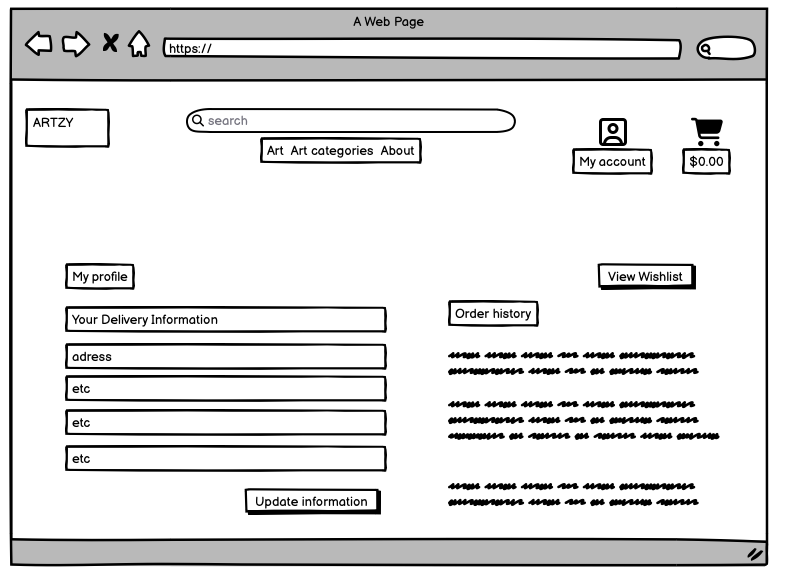 A Web Page
https://
ARTZY
search
Art Art categories About
My account
$0.00
My profile
View Wishlist
Your Delivery Information
Order history
adress
etc
etc
etc
Update information